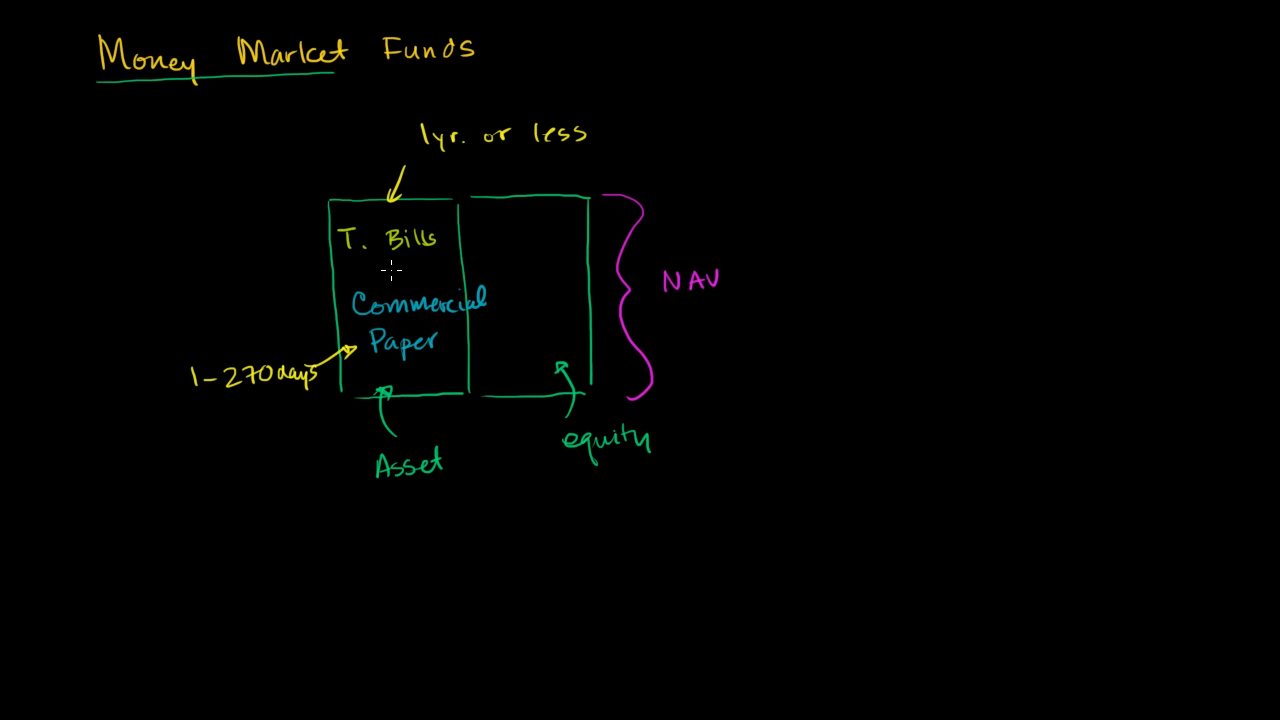 Money Market Funds
1yr. or less
T. Bills
NAV
Commercial
Paper
1-270days
equity
Asset